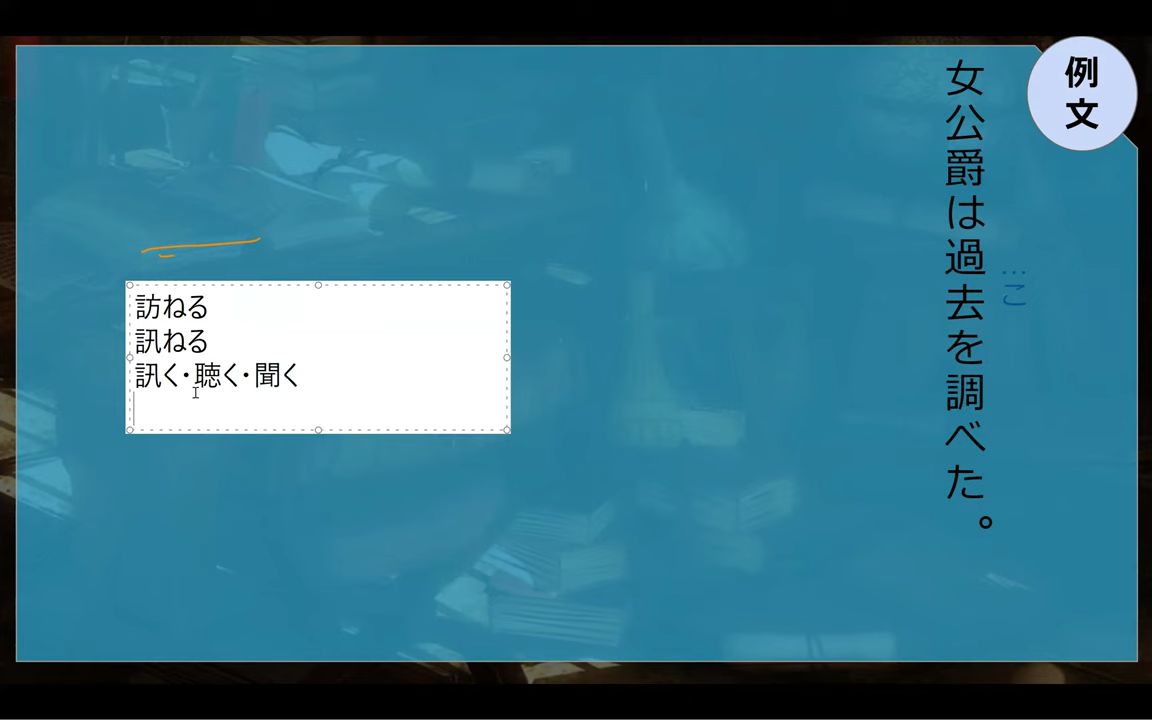 例文
女公爵は過去を調べた。
…こ
訪ねる
訊ねる
訊く・聴く・聞く